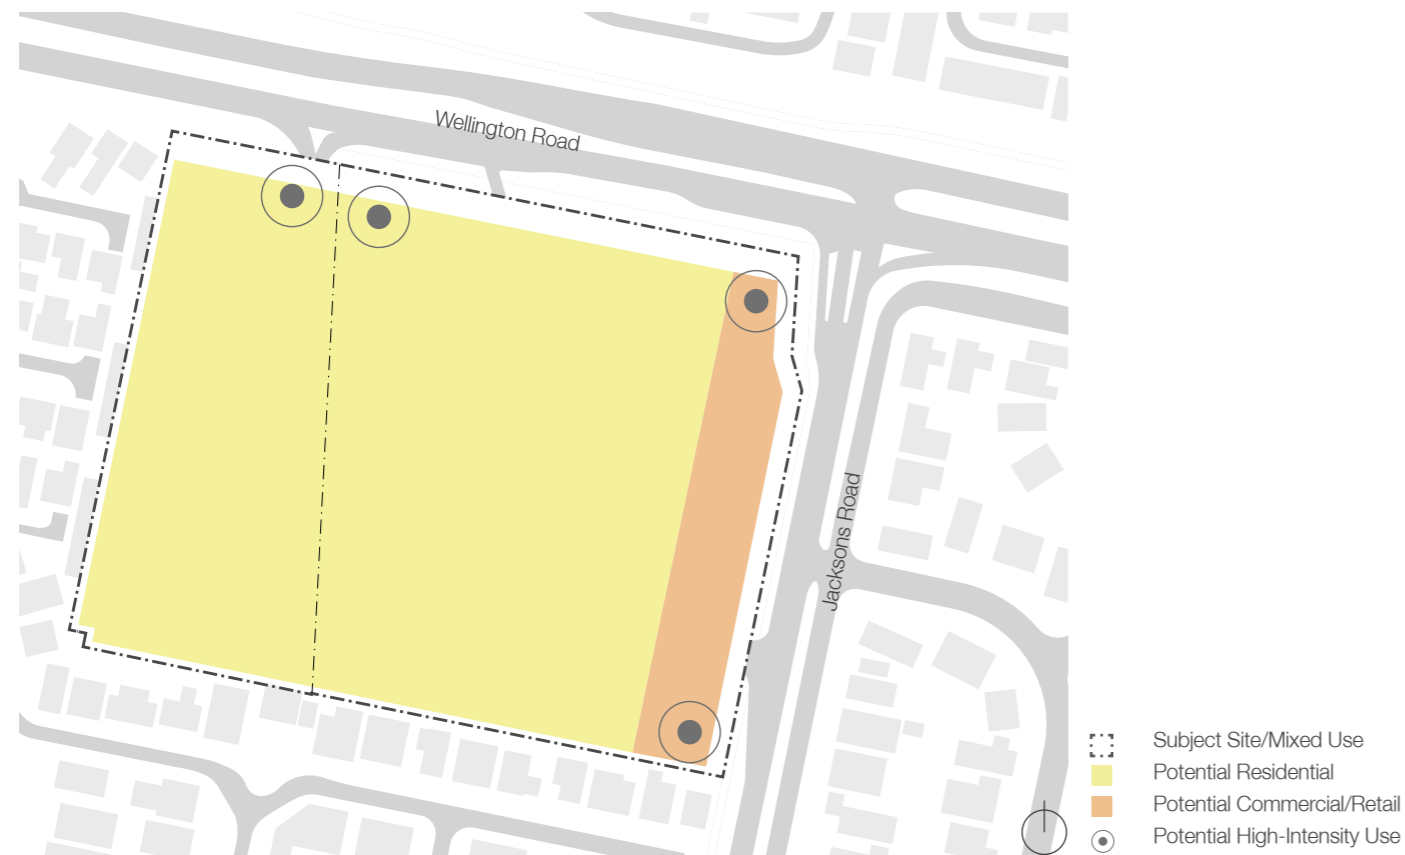 Wellington Road
Jacksons Road
Subject Site/Mixed Use
Potential Residential
Potential Commercial/Retail
Potential High-Intensity Use